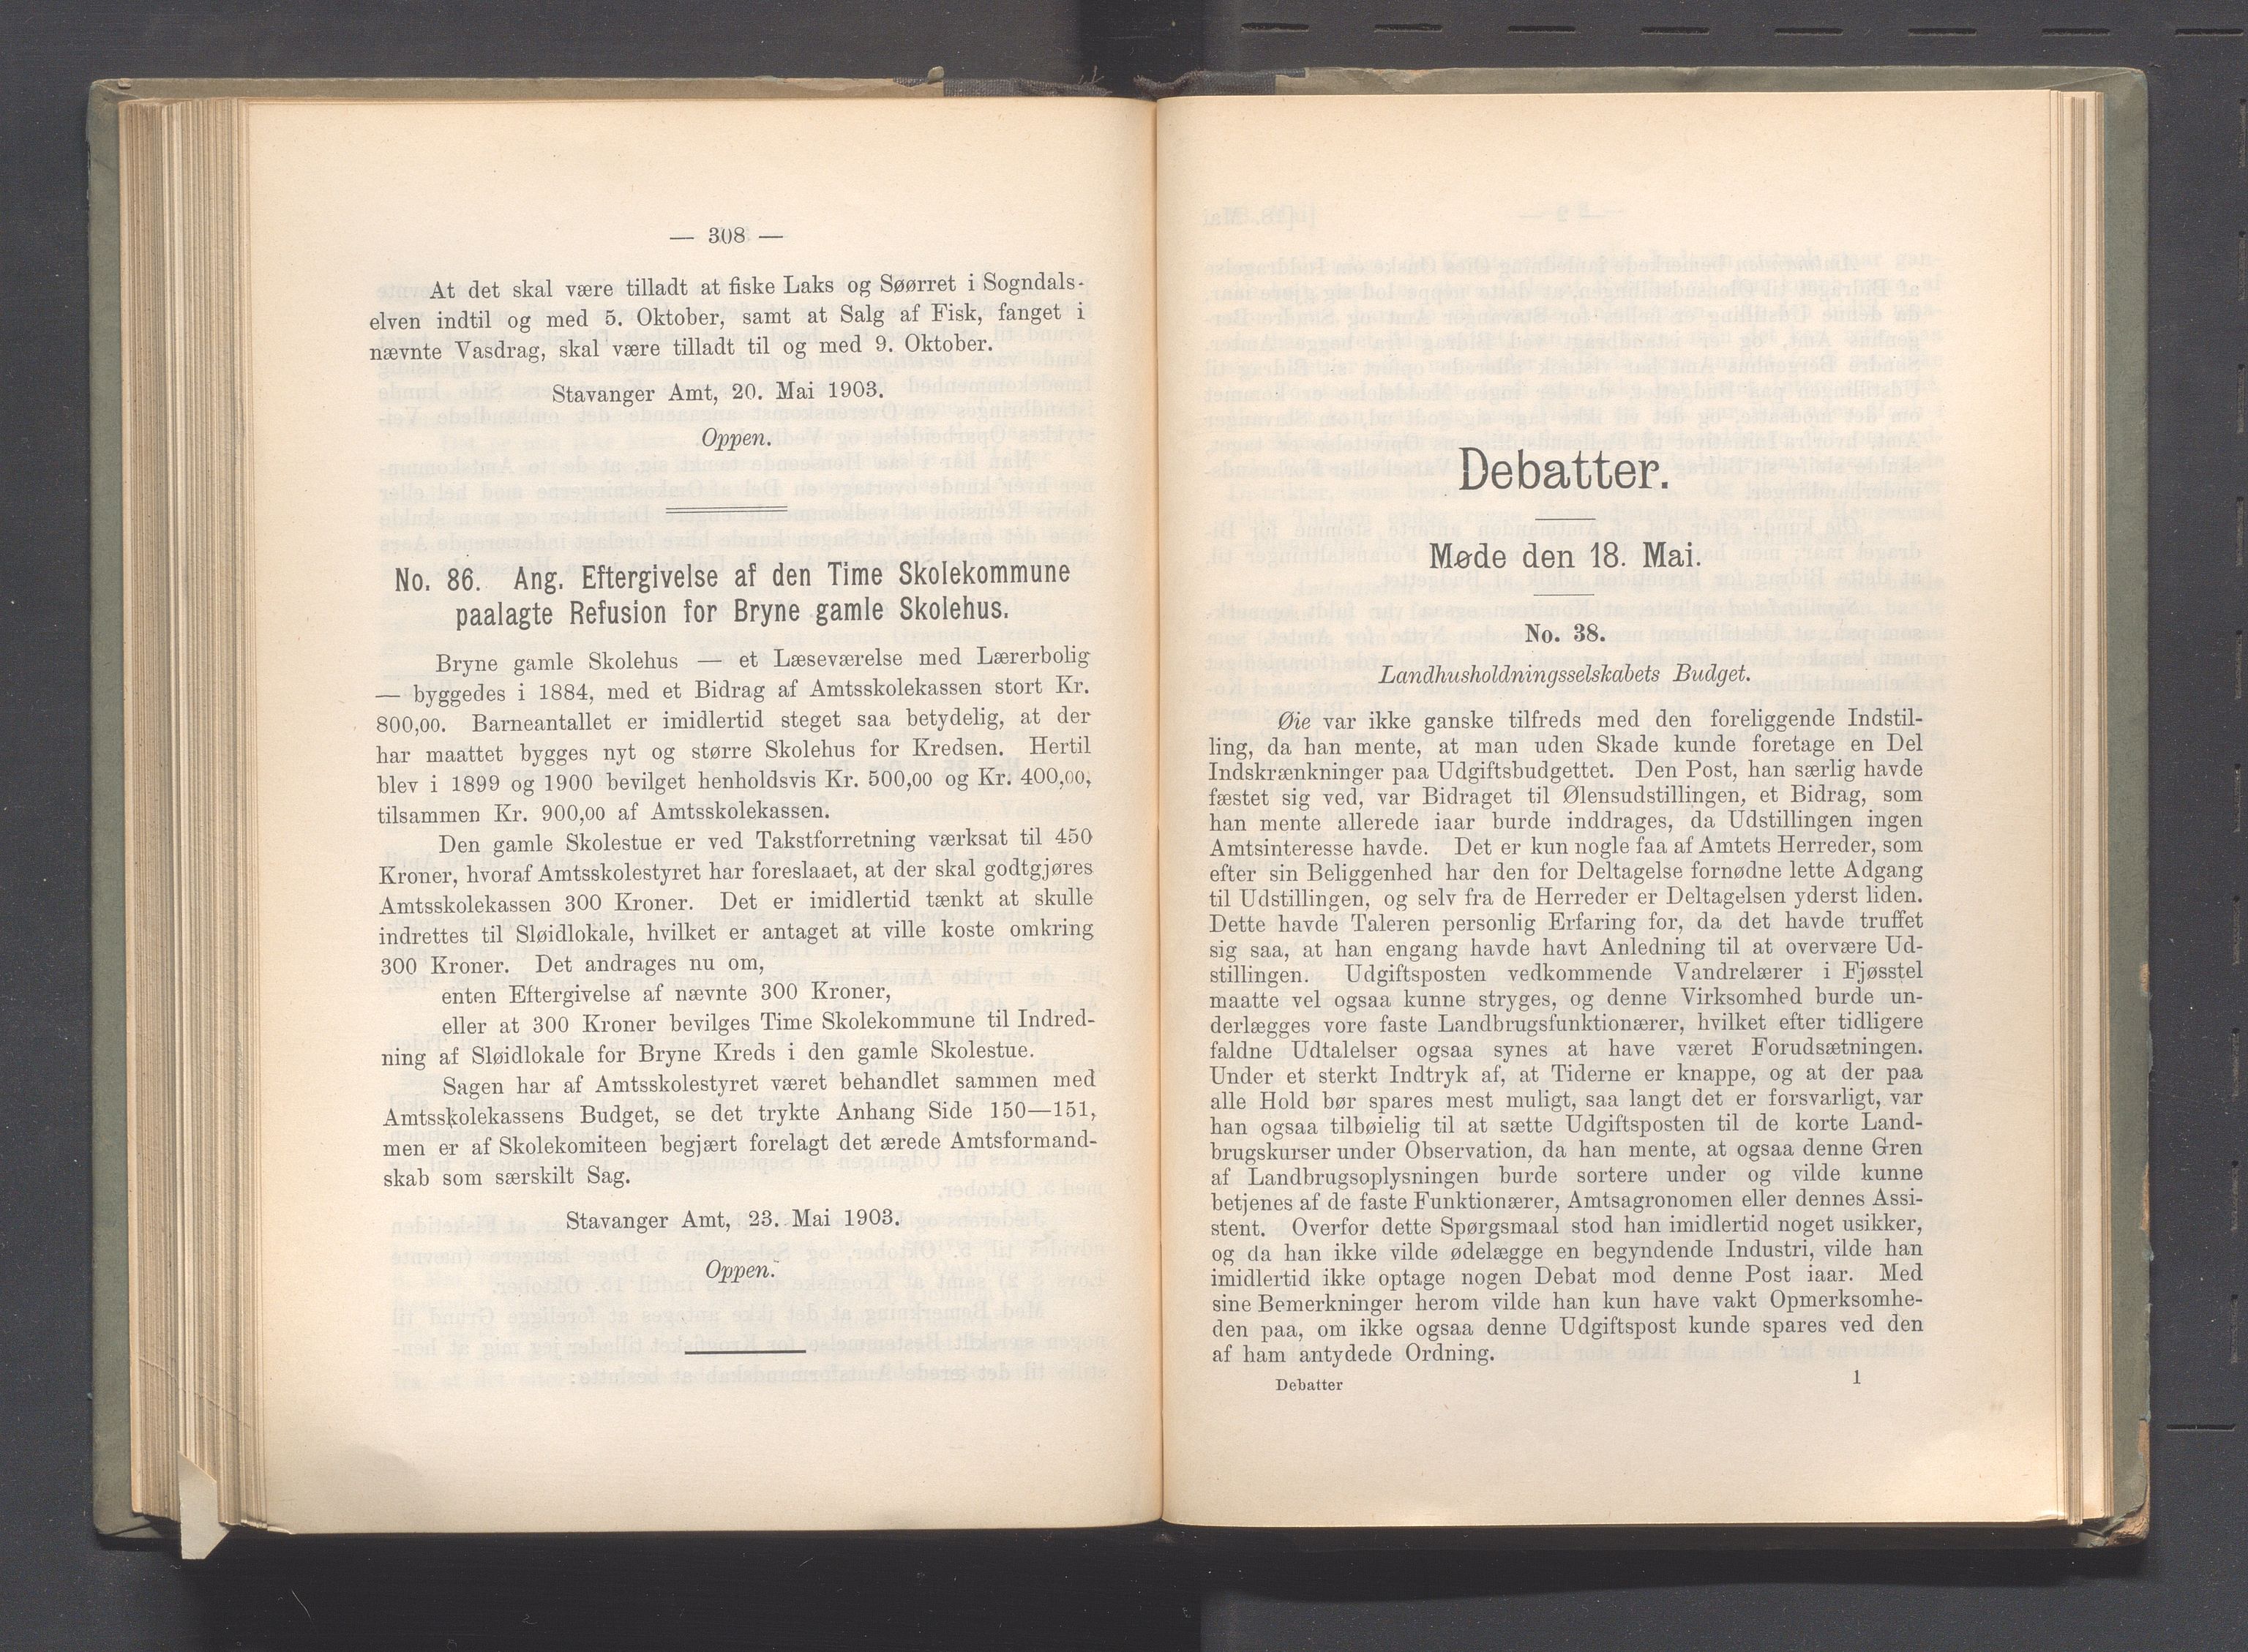 — 308 —
At det skal være tilladt at fiske Laks og Søørret i Sogndals-
elven indtil og med 5. Oktober, samt at Salg af Fisk, fanget i
nævnte Vasdrag, skal være tilladt til og med 9. Oktober.
Stavanger Amt, 20. Mai 1903.
Oppen.
No. 86. Ang. Eftergivelse af den Time Skolekommune
paalagte Refusion for Bryne gamle Skolehus.
Bryne gamle Skolehus — et Læseværelse med Lærerbolig
— byggedes i 1884, med et Bidrag af Amtsskolekassen stort Kr.
800,00. Barneantallet er imidlertid steget saa betydelig, at der
har maattet bygges nyt og større Skolehus for Kredsen. Hertil
blev i 1899 og 1900 bevilget henholdsvis Kr. 500,00 og Kr. 400,00,
tilsammen Kr. 900,00 af Amtsskolekassen.
Den gamle Skolestue er ved Takstforretning værksat til 450
Kroner, hvoraf Amtsskolestyret har foreslaaet, at der skal godtgjøres
Amtsskolekassen 300 Kroner. Det er imidlertid tænkt at skulle
indrettes til Sløidlokale, hvilket er antaget at ville koste omkring
300 Kroner. Det andrages nu om,
enten Eftergivelse af nævnte 300 Kroner,
eller at 300 Kroner bevilges Time Skolekommune til Indred-
ning af Sløidlokale for Bryne Kreds i den gamle Skolestue.
Sagen har af Amtsskolestyret været behandlet sammen med
Amtsskolekassens Budget, se det trykte Anhang Side 150—151,
men er af Skolekomiteen begjært forelagt det ærede Amtsformand-
skab som særskilt Sag.
Stavanger Amt, 23. Mai 1903.
Oppen.
Debatter.
Møde den 18. Mai.
No. 38.
Landhusholdningsselskabets Budget.
Øie var ikke ganske tilfreds med den foreliggende Indstil-
ling, da han mente, at man uden Skade kunde foretage en Del
Indskrænkninger paa Udgiftsbudgettet. Den Post, han særlig havde
fæstet sig ved, var Bidraget til Ølensudstillingen, et Bidrag, som
han mente allerede iaar burde inddrages, da Udstillingen ingen
Amtsinteresse havde. Det er kun nogle faa af Amtets Herreder, som
efter sin Beliggenhed har den for Deltagelse fornødne lette Adgang
til Udstillingen, og selv fra de Herreder er Deltagelsen yderst liden.
Dette havde Taleren personlig Erfaring for, da det havde truffet
sig saa, at han engang havde havt Anledning til at overvære Ud-
stillingen. Udgiftsposten vedkommende Vandrelærer i Fjøsstel
maatte vel ogsaa kunne stryges, og denne Virksomhed burde un-
derlægges vore faste Landbrugsfunktionærer, hvilket efter tidligere
faldne Udtalelser ogsaa synes at have været Forudsætningen.
Under et sterkt Indtryk af, at Tiderne er knappe, og at der paa
alle Hold bør spares mest muligt, saa langt det er forsvarligt, var
han ogsaa tilbøielig til at sætte Udgiftsposten til de korte Land-
brugskurser under Observation, da han mente, at ogsaa denne Gren
af Landbrugsoplysningen burde sortere under og vilde kunne
betjenes af de faste Funktionærer, Amtsagronomen eller dennes Assi-
stent. Overfor dette Spørgsmaal stod han imidlertid noget usikker,
og da han ikke vilde ødelægge en begyndende Industri, vilde han
imidlertid ikke optage nogen Debat mod denne Post iaar. Med
sine Bemerkninger herom vilde han kun have vakt Opmerksomhe-
den paa, om ikke ogsaa denne Udgiftspost kunde spares ved den
af ham antydede Ordning.
Debatter 1